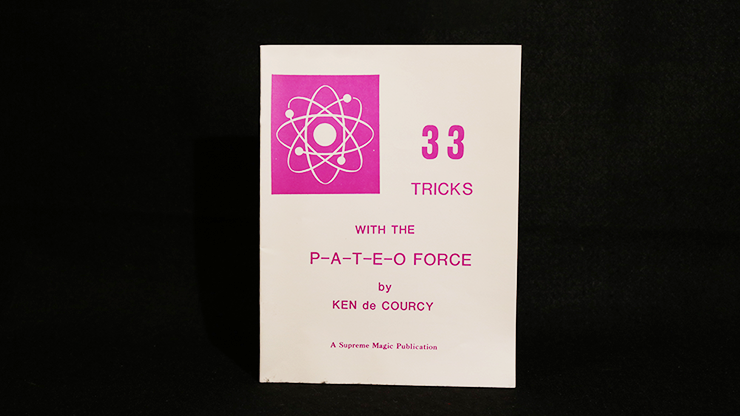 33
TRICKS
WITH THE
P-A-T-E-O FORCE
by
KEN de COURCY
A Supreme Magic Publication